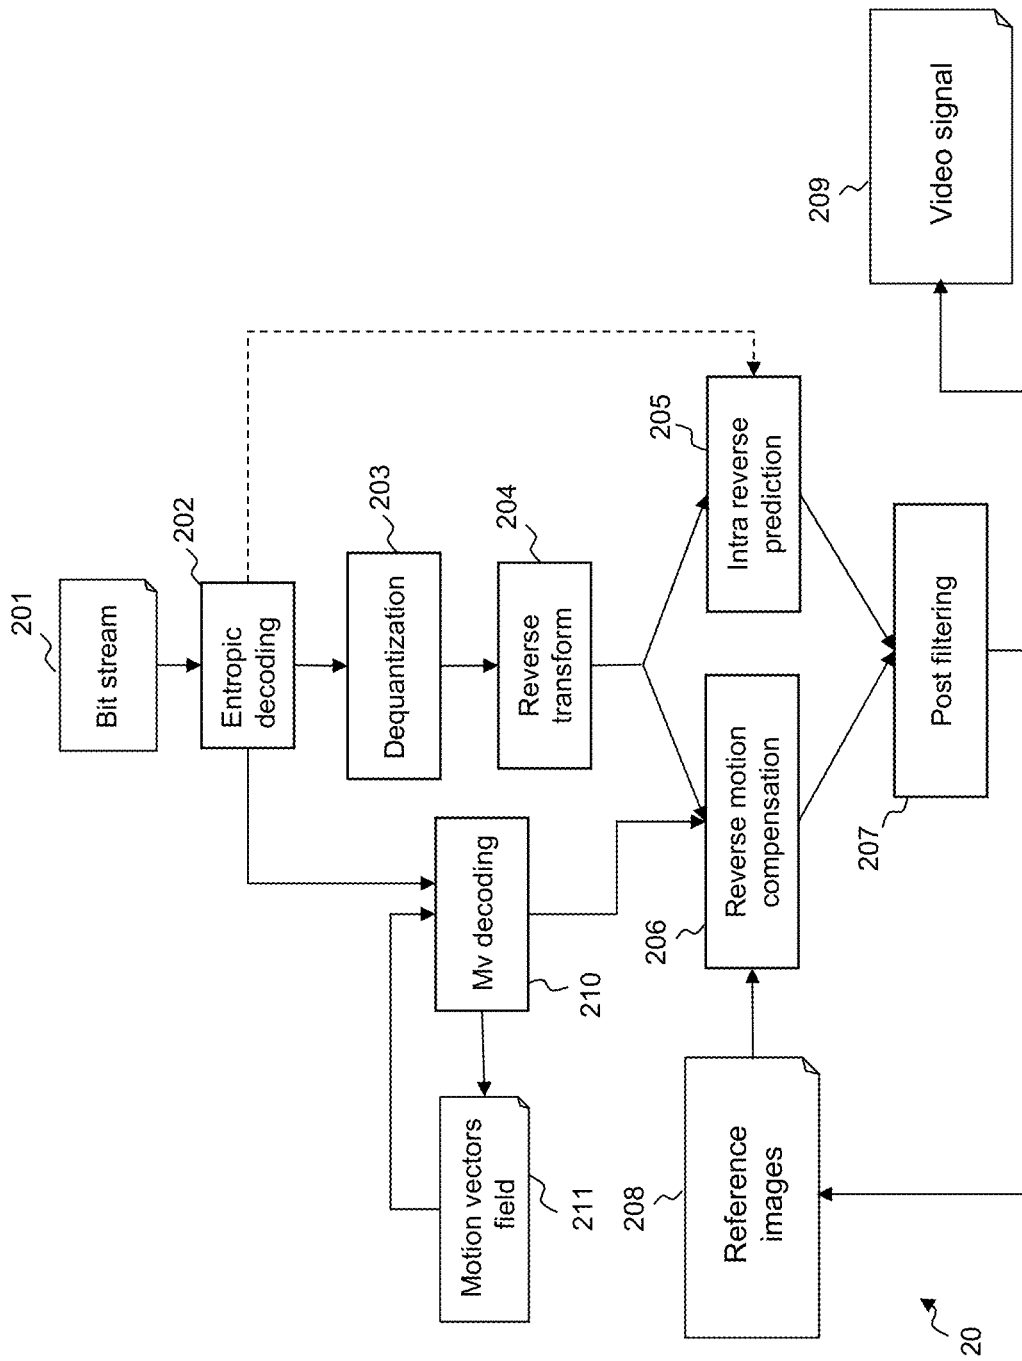 201
Bit stream
202
Entropic
decoding
203
Dequantization
204
Reverse
transform
205
Intra reverse
prediction
Mv decoding
210
Motion vectors
field
211
206
Reverse motion
compensation
208
Reference
images
207
Post filtering
209
Video signal
20